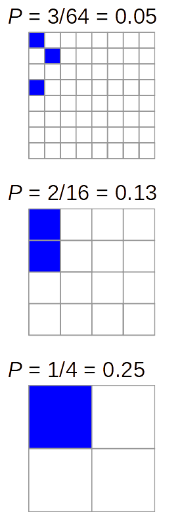 P = 3/64 = 0.05
P = 2/16 = 0.13
P = 1/4 = 0.25